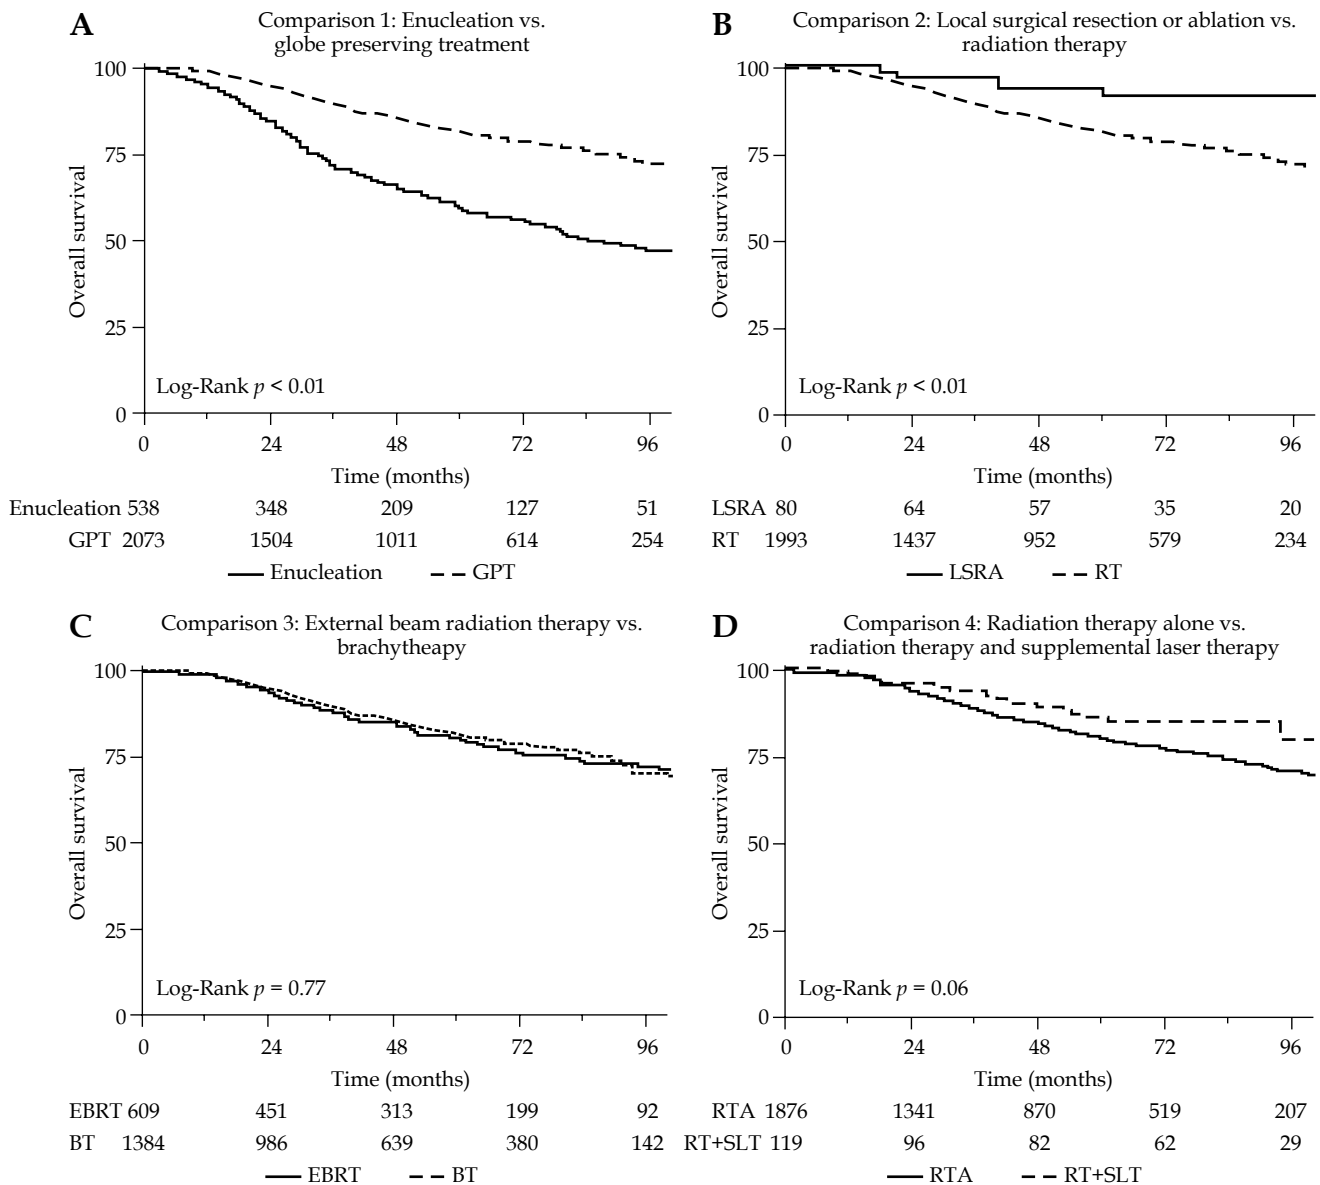 A
Comparison 1: Enucleation vs.
globe preserving treatment
100
75
50
25
0
Overall survival
Log-Rank p < 0.01
0 24 48 72 96
Time (months)
Enucleation 538 348 209 127 51
GPT 2073 1504 1011 614 254
Enucleation GPT
B
Comparison 2: Local surgical resection or ablation vs.
radiation therapy
100
75
50
25
0
Overall survival
Log-Rank p < 0.01
0 24 48 72 96
Time (months)
LSRA 80 64 57 35 20
RT 1993 1437 952 579 234
LSRA RT
C
Comparison 3: External beam radiation therapy vs.
brachytheapy
100
75
50
25
0
Overall survival
Log-Rank p = 0.77
0 24 48 72 96
Time (months)
EBRT 609 451 313 199 92
BT 1384 986 639 380 142
EBRT BT
D
Comparison 4: Radiation therapy alone vs.
radiation therapy and supplemental laser therapy
100
75
50
25
0
Overall survival
Log-Rank p = 0.06
0 24 48 72 96
Time (months)
RTA 1876 1341 870 519 207
RT+SLT 119 96 82 62 29
RTA RT+SLT